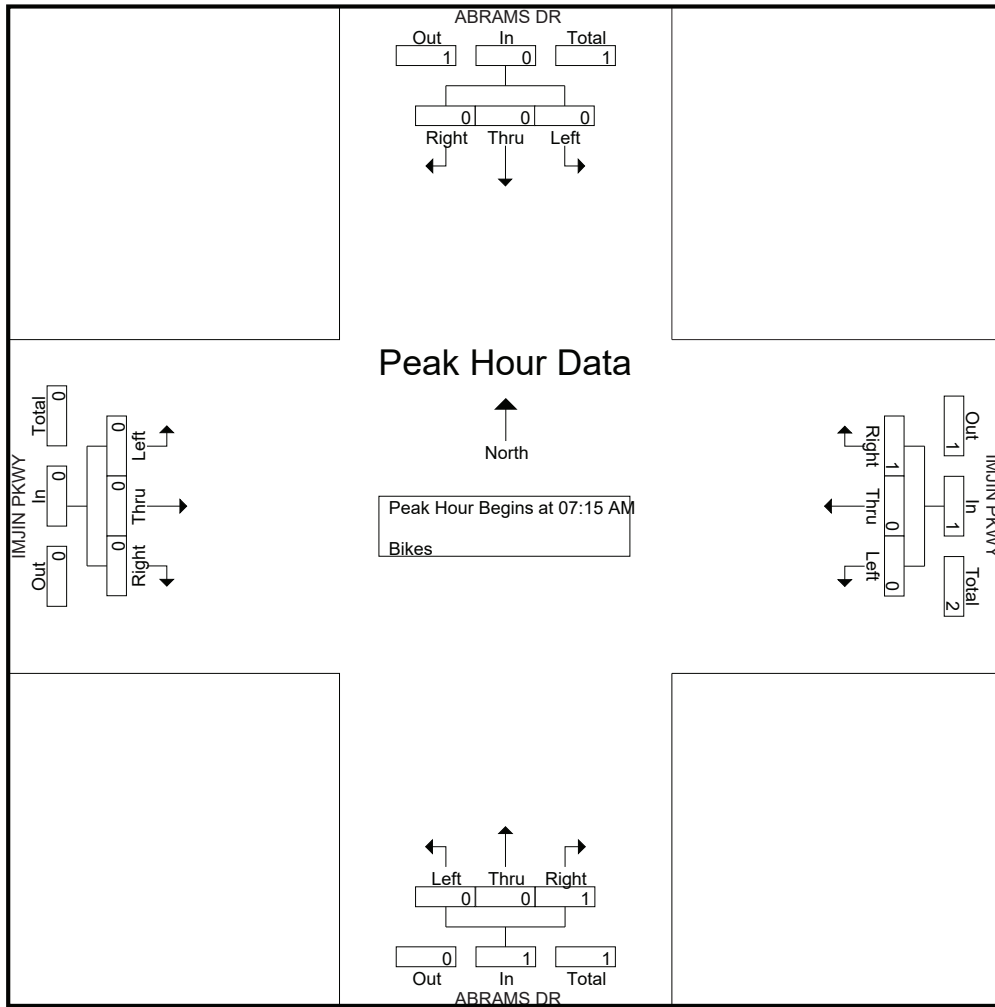 ABRAMS DR
Out In Total
1 0 1
0 0 0
Right Thru Left
Peak Hour Data
North
Peak Hour Begins at 07:15 AM
Bikes
IMJIN PKWY
Out In Total
0 0 0
Right Thru Left
0 0 0
IMJIN PKWY
Out In Total
1 1 2
Right Thru Left
1 0 0
Left Thru Right
0 0 1
0 1 1
Out In Total
ABRAMS DR